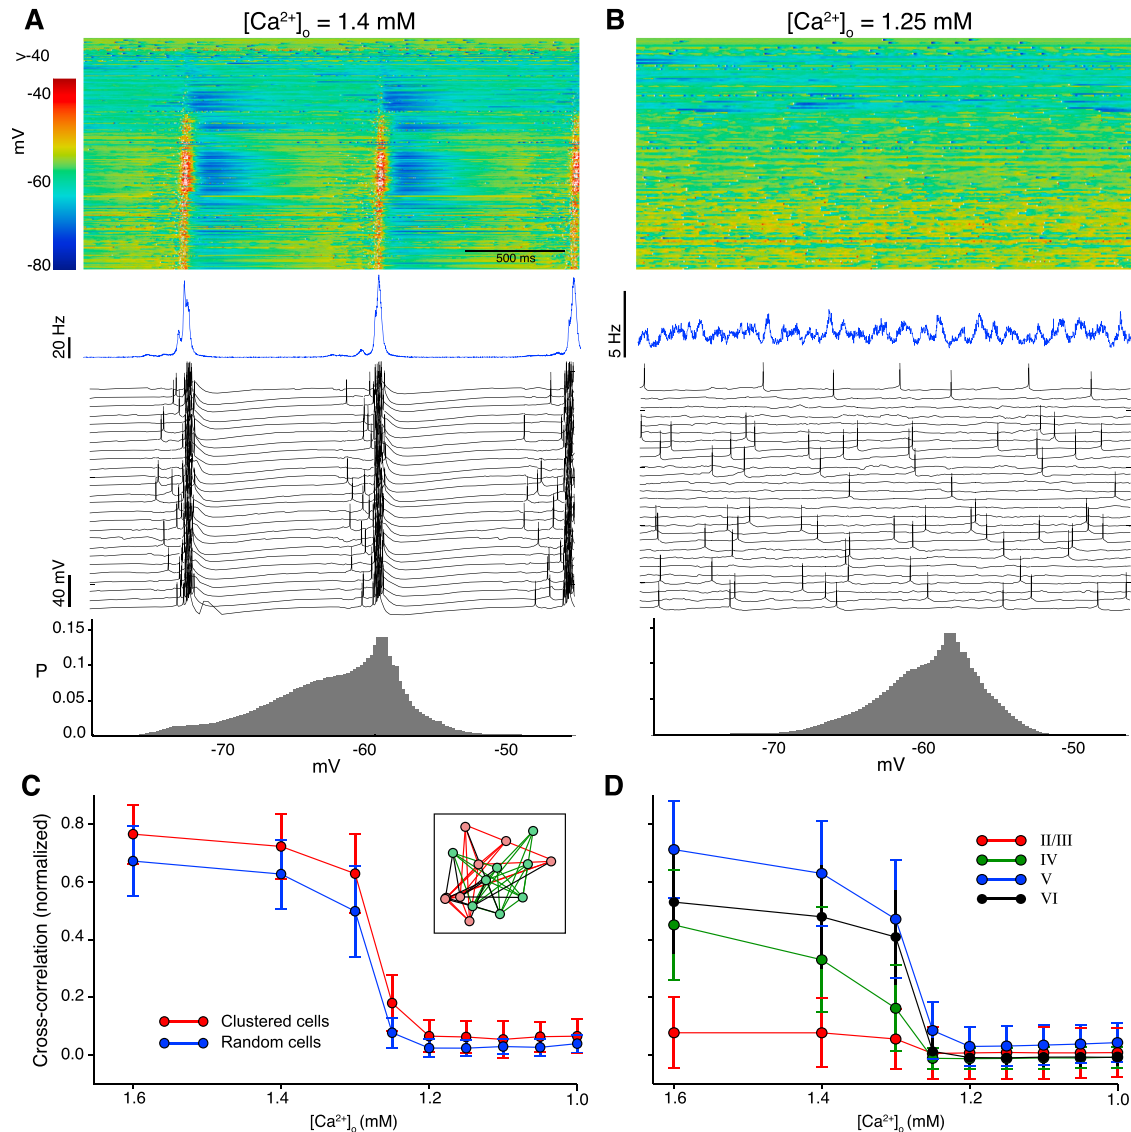 A
[Ca²⁺]ₒ = 1.4 mM
>-40
-40
-60
-80
mV
500 ms
20 Hz
40 mV
0.15
0.1
0.05
0.0
P
-70
-60
-50
mV
B
[Ca²⁺]ₒ = 1.25 mM
5 Hz
-70
-60
-50
mV
C
Cross-correlation (normalized)
0.8
0.6
0.4
0.2
0.0
Clustered cells
Random cells
1.6
1.4
1.2
1.0
[Ca²⁺]ₒ (mM)
D
II/III
IV
V
VI
1.6
1.4
1.2
1.0
[Ca²⁺]ₒ (mM)